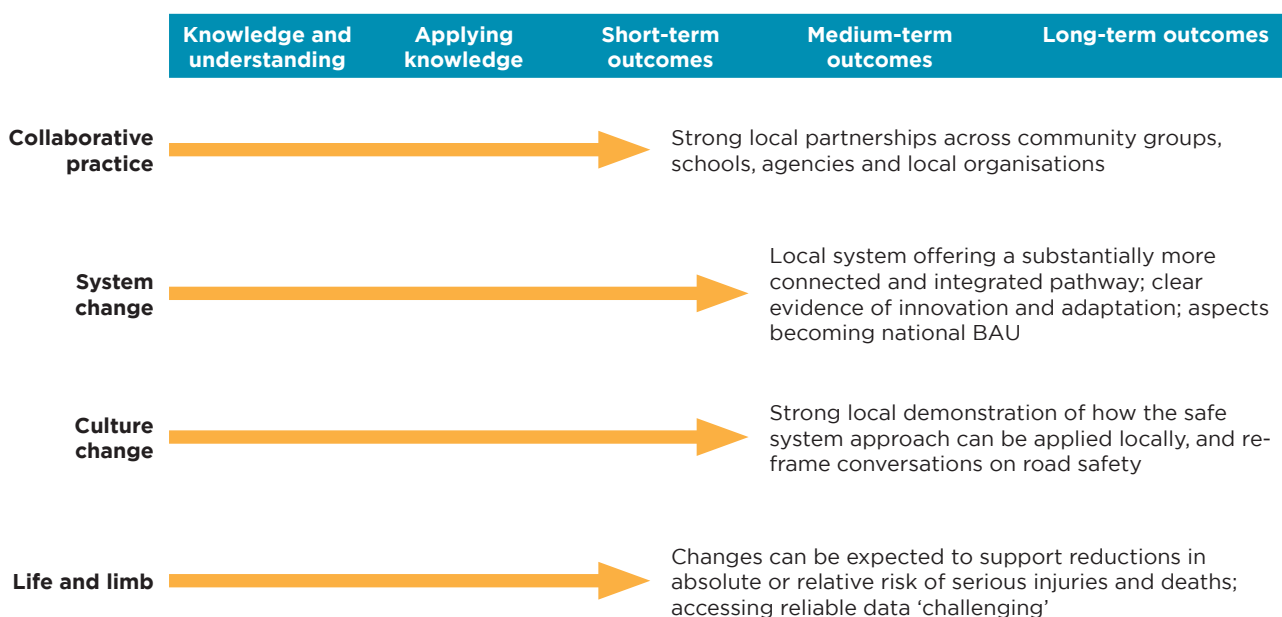 Knowledge and understanding
Applying knowledge
Short-term outcomes
Medium-term outcomes
Long-term outcomes
Collaborative
practice
Strong local partnerships across community groups,
schools, agencies and local organisations
System
change
Local system offering a substantially more
connected and integrated pathway; clear
evidence of innovation and adaptation; aspects
becoming national BAU
Culture
change
Strong local demonstration of how the safe
system approach can be applied locally, and re-
frame conversations on road safety
Life and limb
Changes can be expected to support reductions in
absolute or relative risk of serious injuries and deaths;
accessing reliable data ‘challenging’